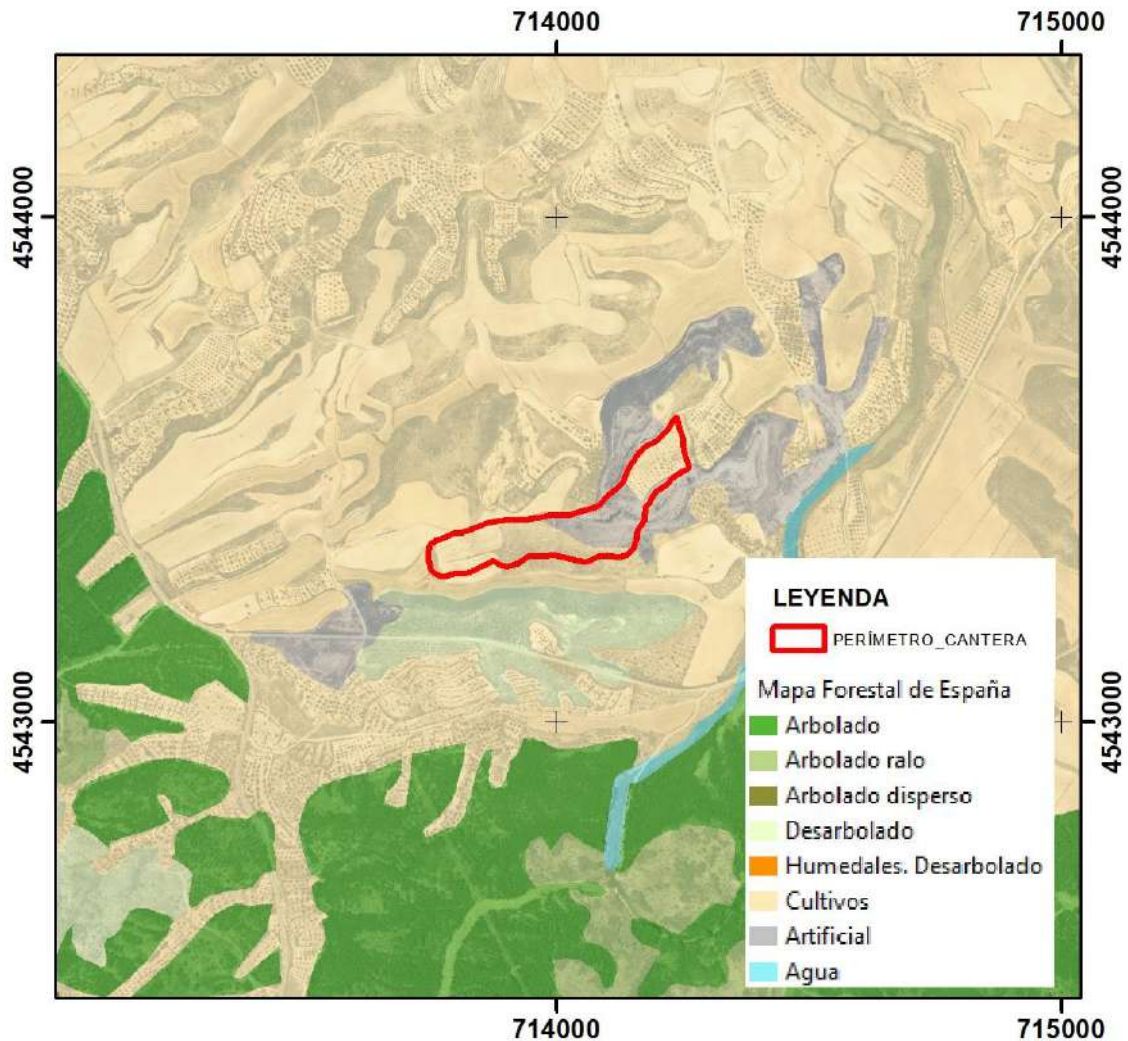 714000 715000
4544000 4544000
4543000 4543000
LEYENDA
PERÍMETRO_CANTERA
Mapa Forestal de España
Arbolado
Arbolado ralo
Arbolado disperso
Desarbolado
Humedales. Desarbolado
Cultivos
Artificial
Agua
714000 715000